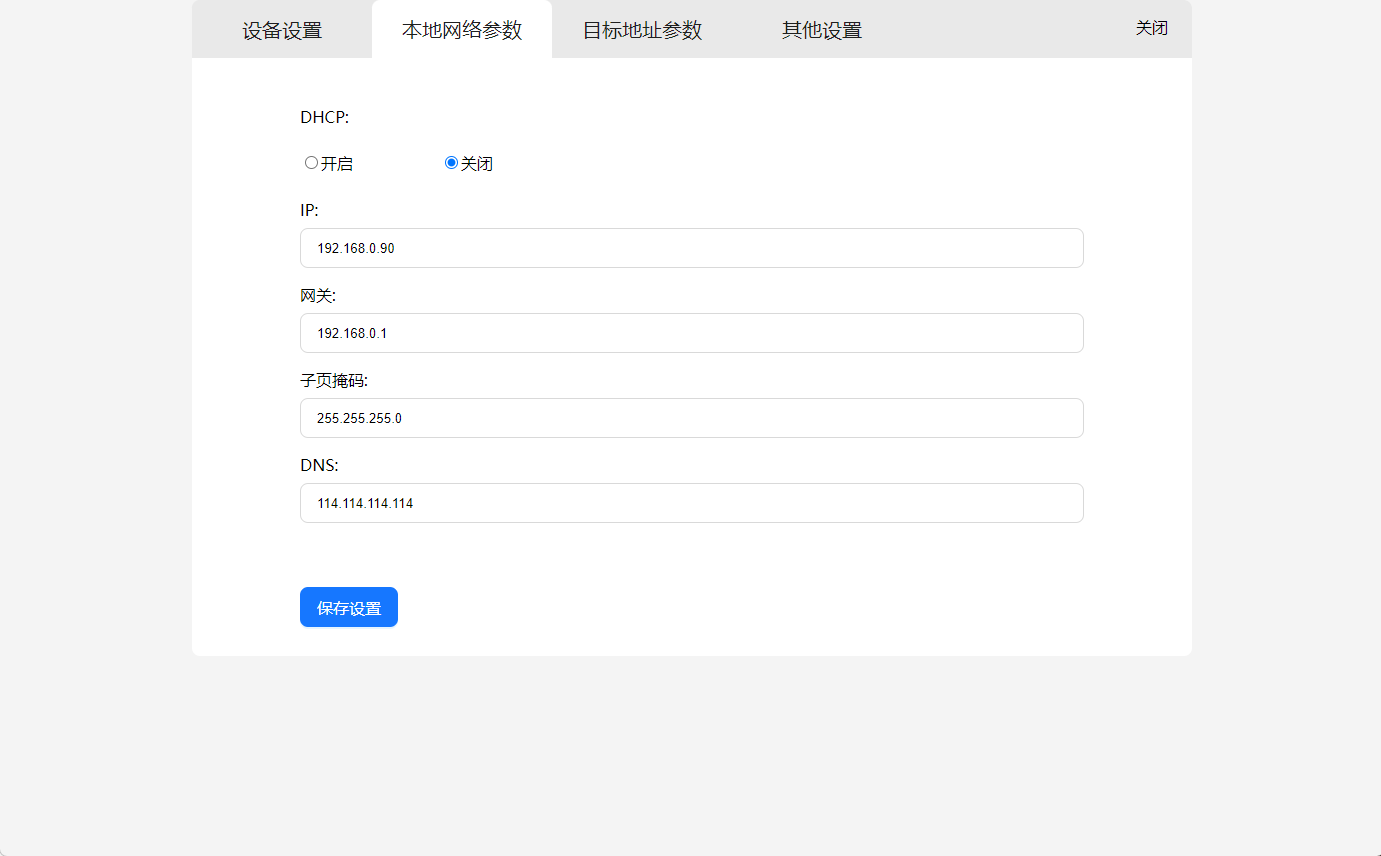 设备设置 本地网络参数 目标地址参数 其他设置 关闭
DHCP:
开启 关闭
IP:
192.168.0.90
网关:
192.168.0.1
子页掩码:
255.255.255.0
DNS:
114.114.114.114
保存设置